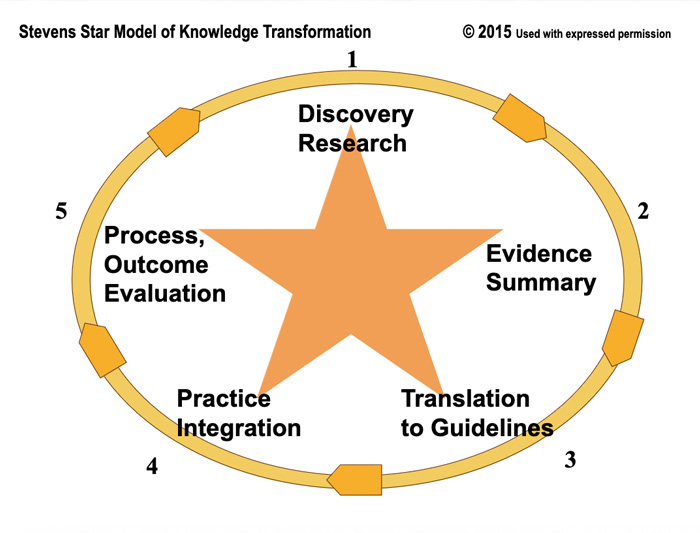 Stevens Star Model of Knowledge Transformation
© 2015 Used with expressed permission
1
Discovery
Research
2
Evidence
Summary
3
Translation
to Guidelines
4
Practice
Integration
5
Process,
Outcome
Evaluation